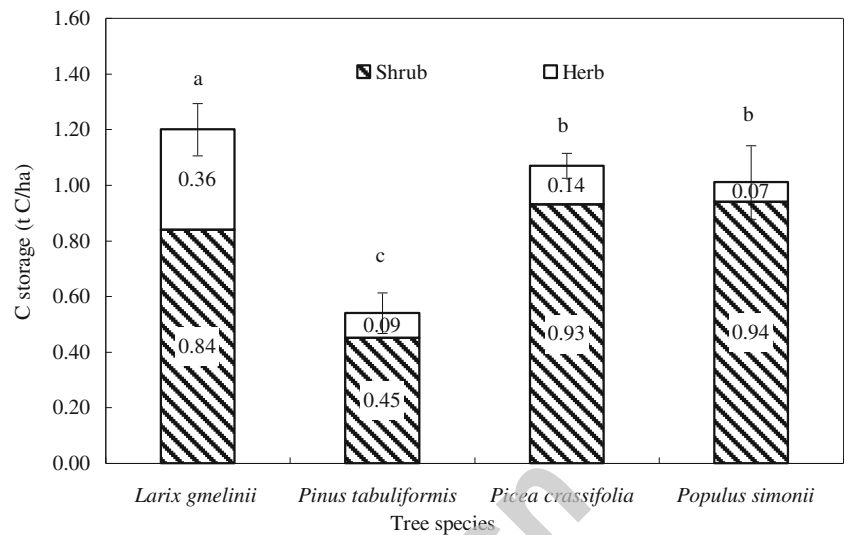 1.60
1.40
1.20
1.00
0.80
0.60
0.40
0.20
0.00
C storage (t C/ha)
Shrub Herb
a
0.36
0.84
c
0.09
0.45
b
0.14
0.93
b
0.07
0.94
Larix gmelinii Pinus tabuliformis Picea crassifolia Populus simonii
Tree species